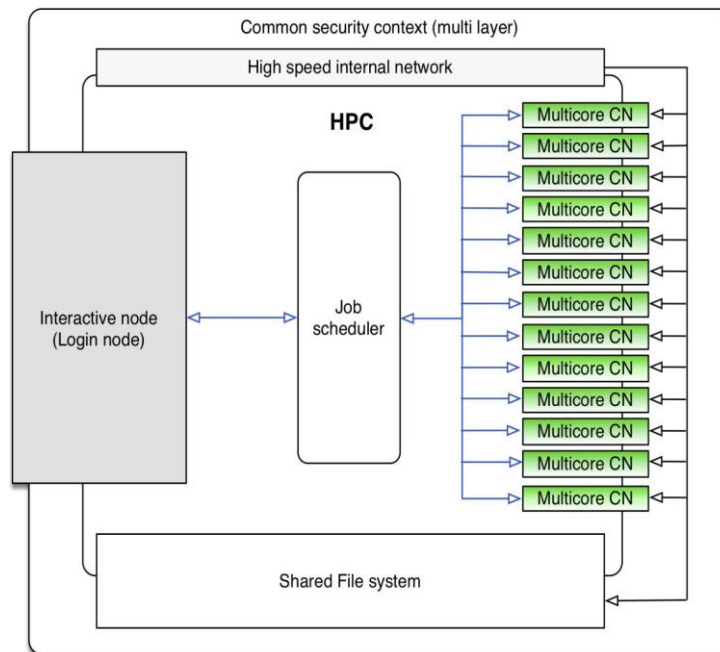 Common security context (multi layer)
High speed internal network
HPC
Multicore CN
Multicore CN
Multicore CN
Multicore CN
Multicore CN
Multicore CN
Multicore CN
Multicore CN
Multicore CN
Multicore CN
Multicore CN
Multicore CN
Multicore CN
Interactive node
(Login node)
Job
scheduler
Shared File system